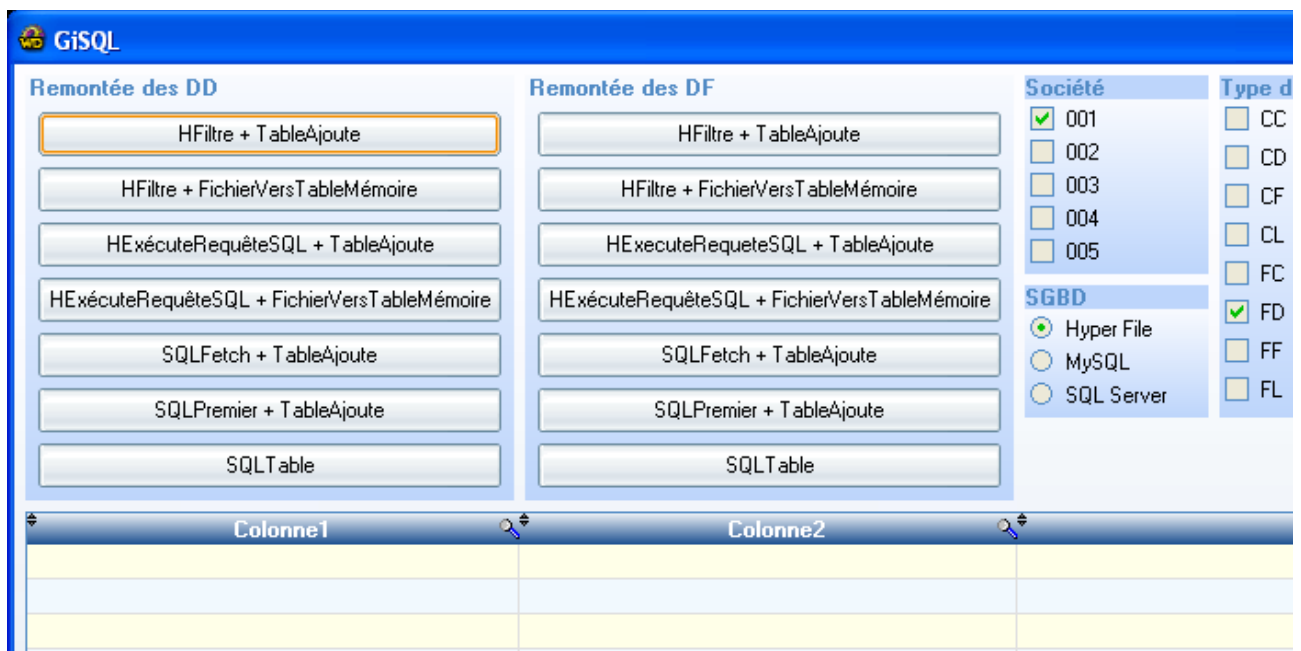 GiSQL
Remontée des DD
HFiltre + TableAjoute
HFiltre + FichierVersTableMémoire
HExécuteRequêteSQL + TableAjoute
HExécuteRequêteSQL + FichierVersTableMémoire
SQLFetch + TableAjoute
SQLPremier + TableAjoute
SQLTable
Remontée des DF
HFiltre + TableAjoute
HFiltre + FichierVersTableMémoire
HExecuteRequeteSQL + TableAjoute
HExécuteRequêteSQL + FichierVersTableMémoire
SQLFetch + TableAjoute
SQLPremier + TableAjoute
SQLTable
Société
001
002
003
004
005
SGBD
Hyper File
MySQL
SQL Server
Type d
CC
CD
CF
CL
FC
FD
FF
FL
Colonne1
Colonne2